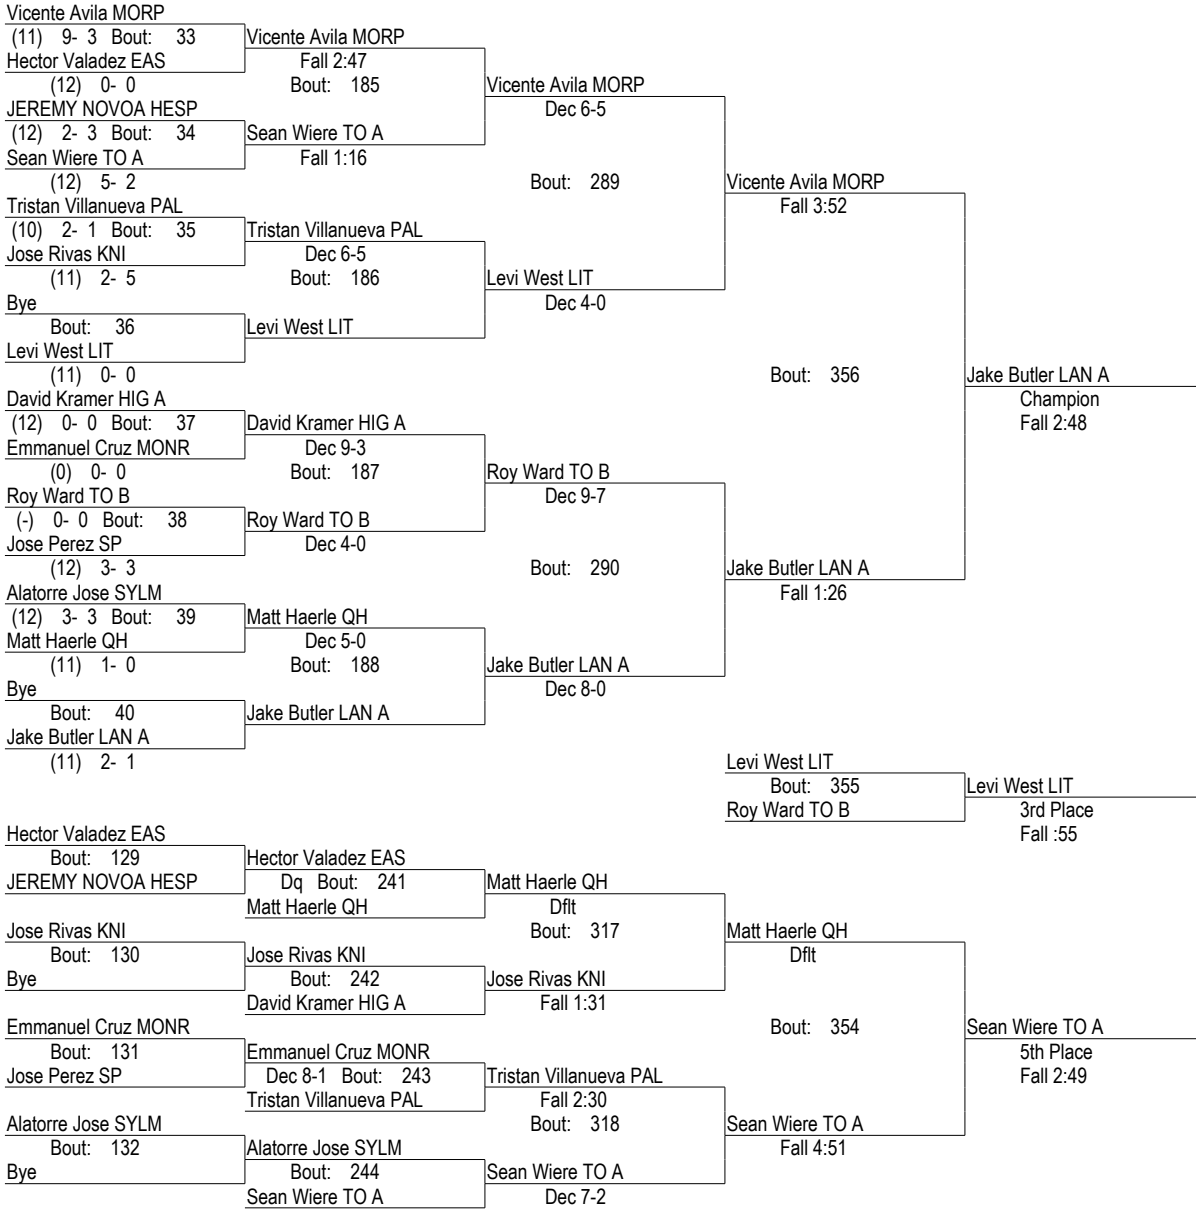 Vicente Avila MORP
(11) 9- 3 Bout: 33 Vicente Avila MORP
Hector Valadez EAS Fall 2:47
(12) 0- 0 Bout: 185 Vicente Avila MORP
JEREMY NOVOA HESP Dec 6-5
(12) 2- 3 Bout: 34 Sean Wiere TO A
Sean Wiere TO A Fall 1:16
(12) 5- 2 Bout: 289 Vicente Avila MORP
Tristan Villanueva PAL Fall 3:52
(10) 2- 1 Bout: 35 Tristan Villanueva PAL
Jose Rivas KNI Dec 6-5
(11) 2- 5 Bout: 186 Levi West LIT
Bye Dec 4-0
Bout: 36 Levi West LIT
Levi West LIT
(11) 0- 0 Bout: 356 Jake Butler LAN A
David Kramer HIG A Champion
(12) 0- 0 Bout: 37 David Kramer HIG A Fall 2:48
Emmanuel Cruz MONR Dec 9-3
(0) 0- 0 Bout: 187 Roy Ward TO B
Roy Ward TO B Dec 9-7
(-) 0- 0 Bout: 38 Roy Ward TO B
Jose Perez SP Dec 4-0
(12) 3- 3 Bout: 290 Jake Butler LAN A
Alatorre Jose SYLM Fall 1:26
(12) 3- 3 Bout: 39 Matt Haerle QH
Matt Haerle QH Dec 5-0
(11) 1- 0 Bout: 188 Jake Butler LAN A
Bye Dec 8-0
Bout: 40 Jake Butler LAN A
Jake Butler LAN A
(11) 2- 1 Levi West LIT
Bout: 355 Levi West LIT
Roy Ward TO B 3rd Place
Hector Valadez EAS Fall :55
Bout: 129 Hector Valadez EAS
JEREMY NOVOA HESP Dq Bout: 241 Matt Haerle QH
Matt Haerle QH Dflt
Jose Rivas KNI Bout: 317 Matt Haerle QH
Bout: 130 Jose Rivas KNI Dflt
Bye Bout: 242 Jose Rivas KNI
David Kramer HIG A Fall 1:31
Emmanuel Cruz MONR Bout: 354 Sean Wiere TO A
Bout: 131 Emmanuel Cruz MONR 5th Place
Jose Perez SP Dec 8-1 Bout: 243 Tristan Villanueva PAL Fall 2:49
Tristan Villanueva PAL Fall 2:30
Alatorre Jose SYLM Bout: 318 Sean Wiere TO A
Bout: 132 Alatorre Jose SYLM Fall 4:51
Bye Bout: 244 Sean Wiere TO A
Sean Wiere TO A Dec 7-2